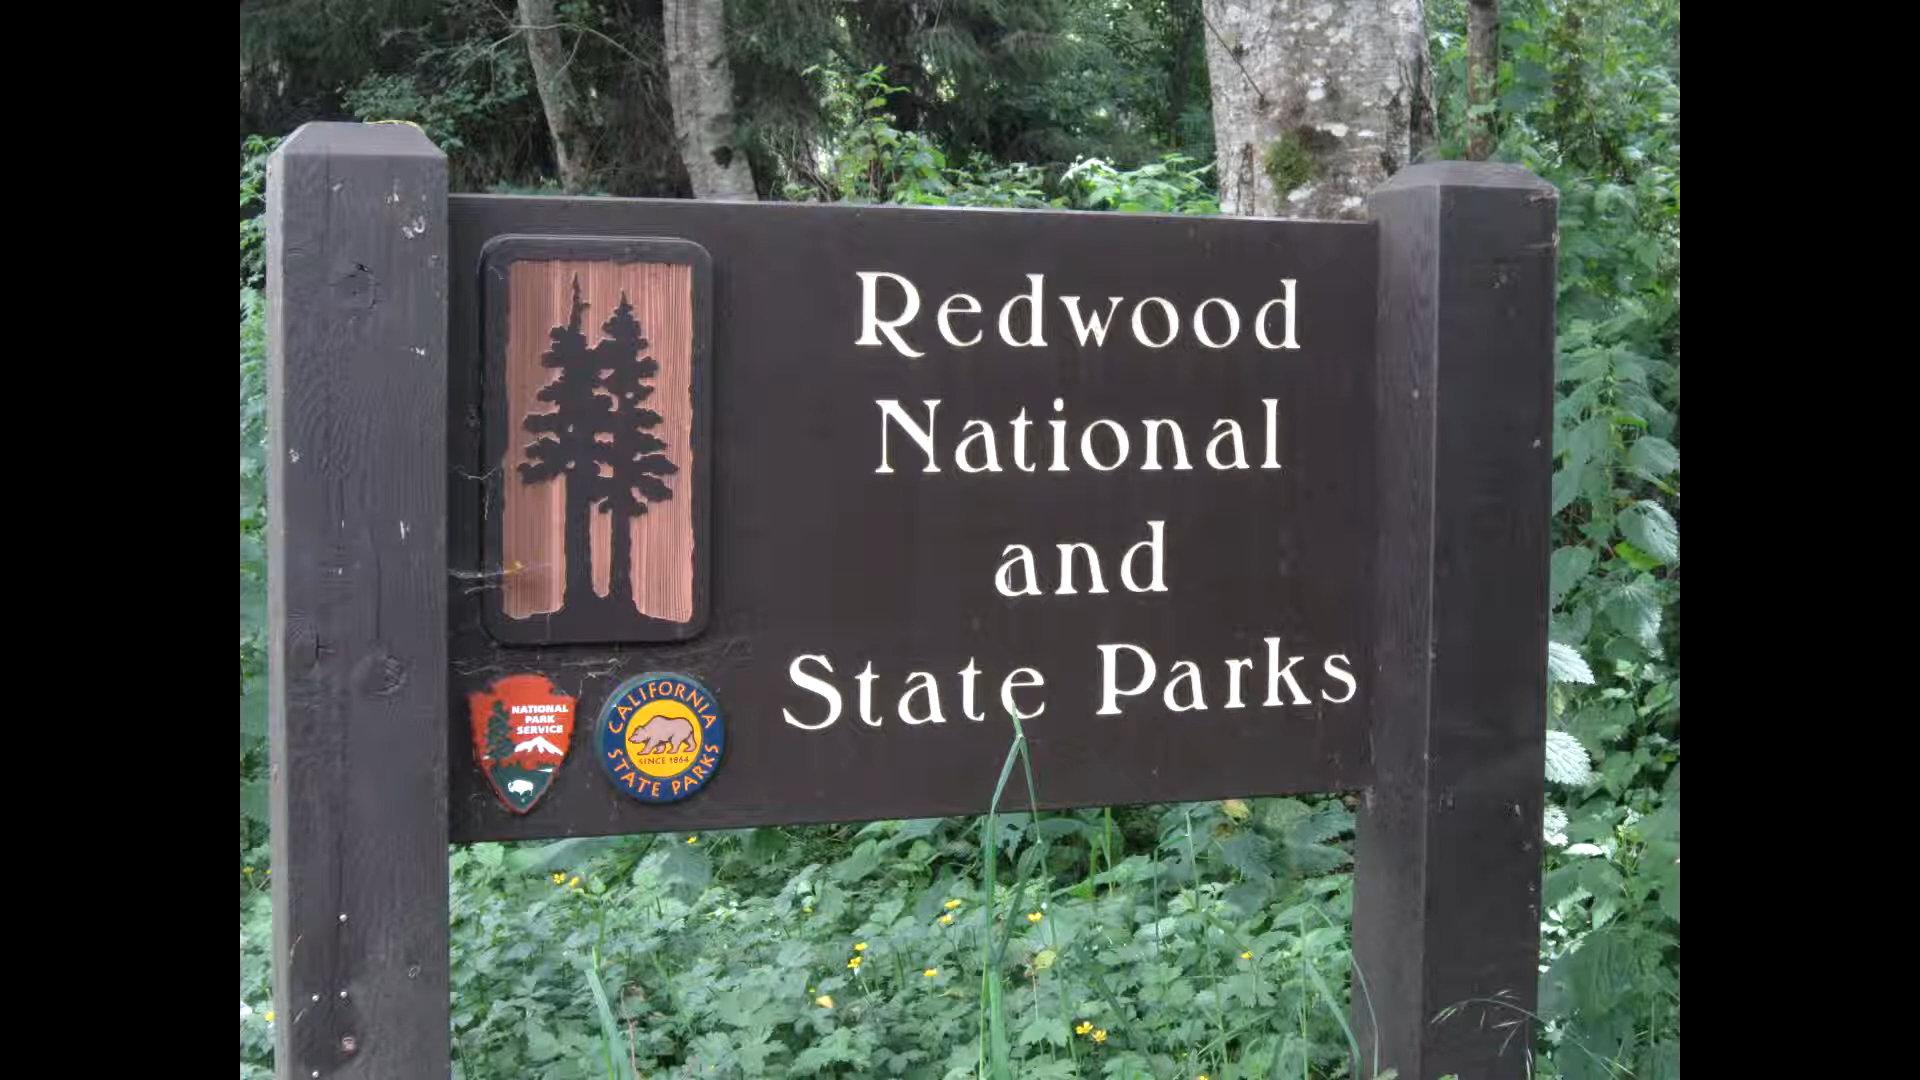 Redwood
National
and
State Parks
NATIONAL
PARK
SERVICE
CALIFORNIA
SINCE 1864
STATE PARKS